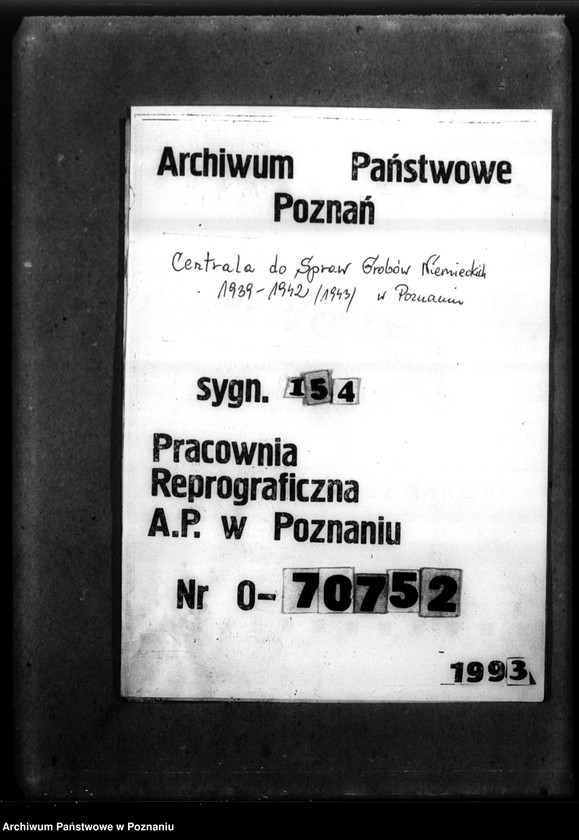 Archiwum Państwowe
Poznań
Centrala do Spraw Grobów Niemieckich
1939-1942 /1943/ w Poznaniu
sygn. 154
Pracownia
Reprograficzna
A.P. w Poznaniu
Nr 0-70752
1993
Archiwum Państwowe w Poznaniu